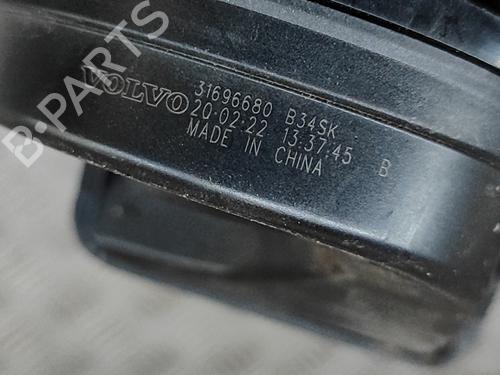 B-PARTS
VOLVO
31696680 B34SK
20:02:22 13:37:45 B
MADE IN CHINA